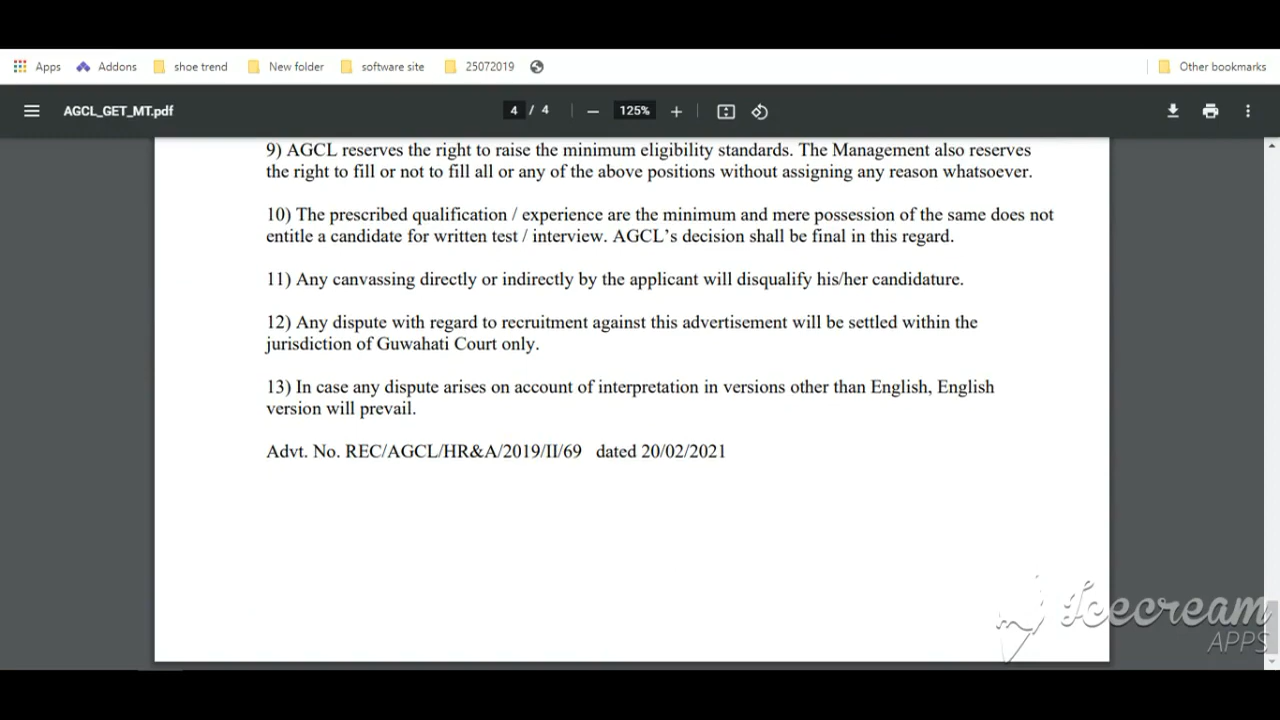 Apps Addons shoe trend New folder software site 25072019 Other bookmarks
AGCL_GET_MT.pdf 4 / 4 125%
9) AGCL reserves the right to raise the minimum eligibility standards. The Management also reserves
the right to fill or not to fill all or any of the above positions without assigning any reason whatsoever.
10) The prescribed qualification / experience are the minimum and mere possession of the same does not
entitle a candidate for written test / interview. AGCL's decision shall be final in this regard.
11) Any canvassing directly or indirectly by the applicant will disqualify his/her candidature.
12) Any dispute with regard to recruitment against this advertisement will be settled within the
jurisdiction of Guwahati Court only.
13) In case any dispute arises on account of interpretation in versions other than English, English
version will prevail.
Advt. No. REC/AGCL/HR&A/2019/II/69 dated 20/02/2021
Icecream
APPS